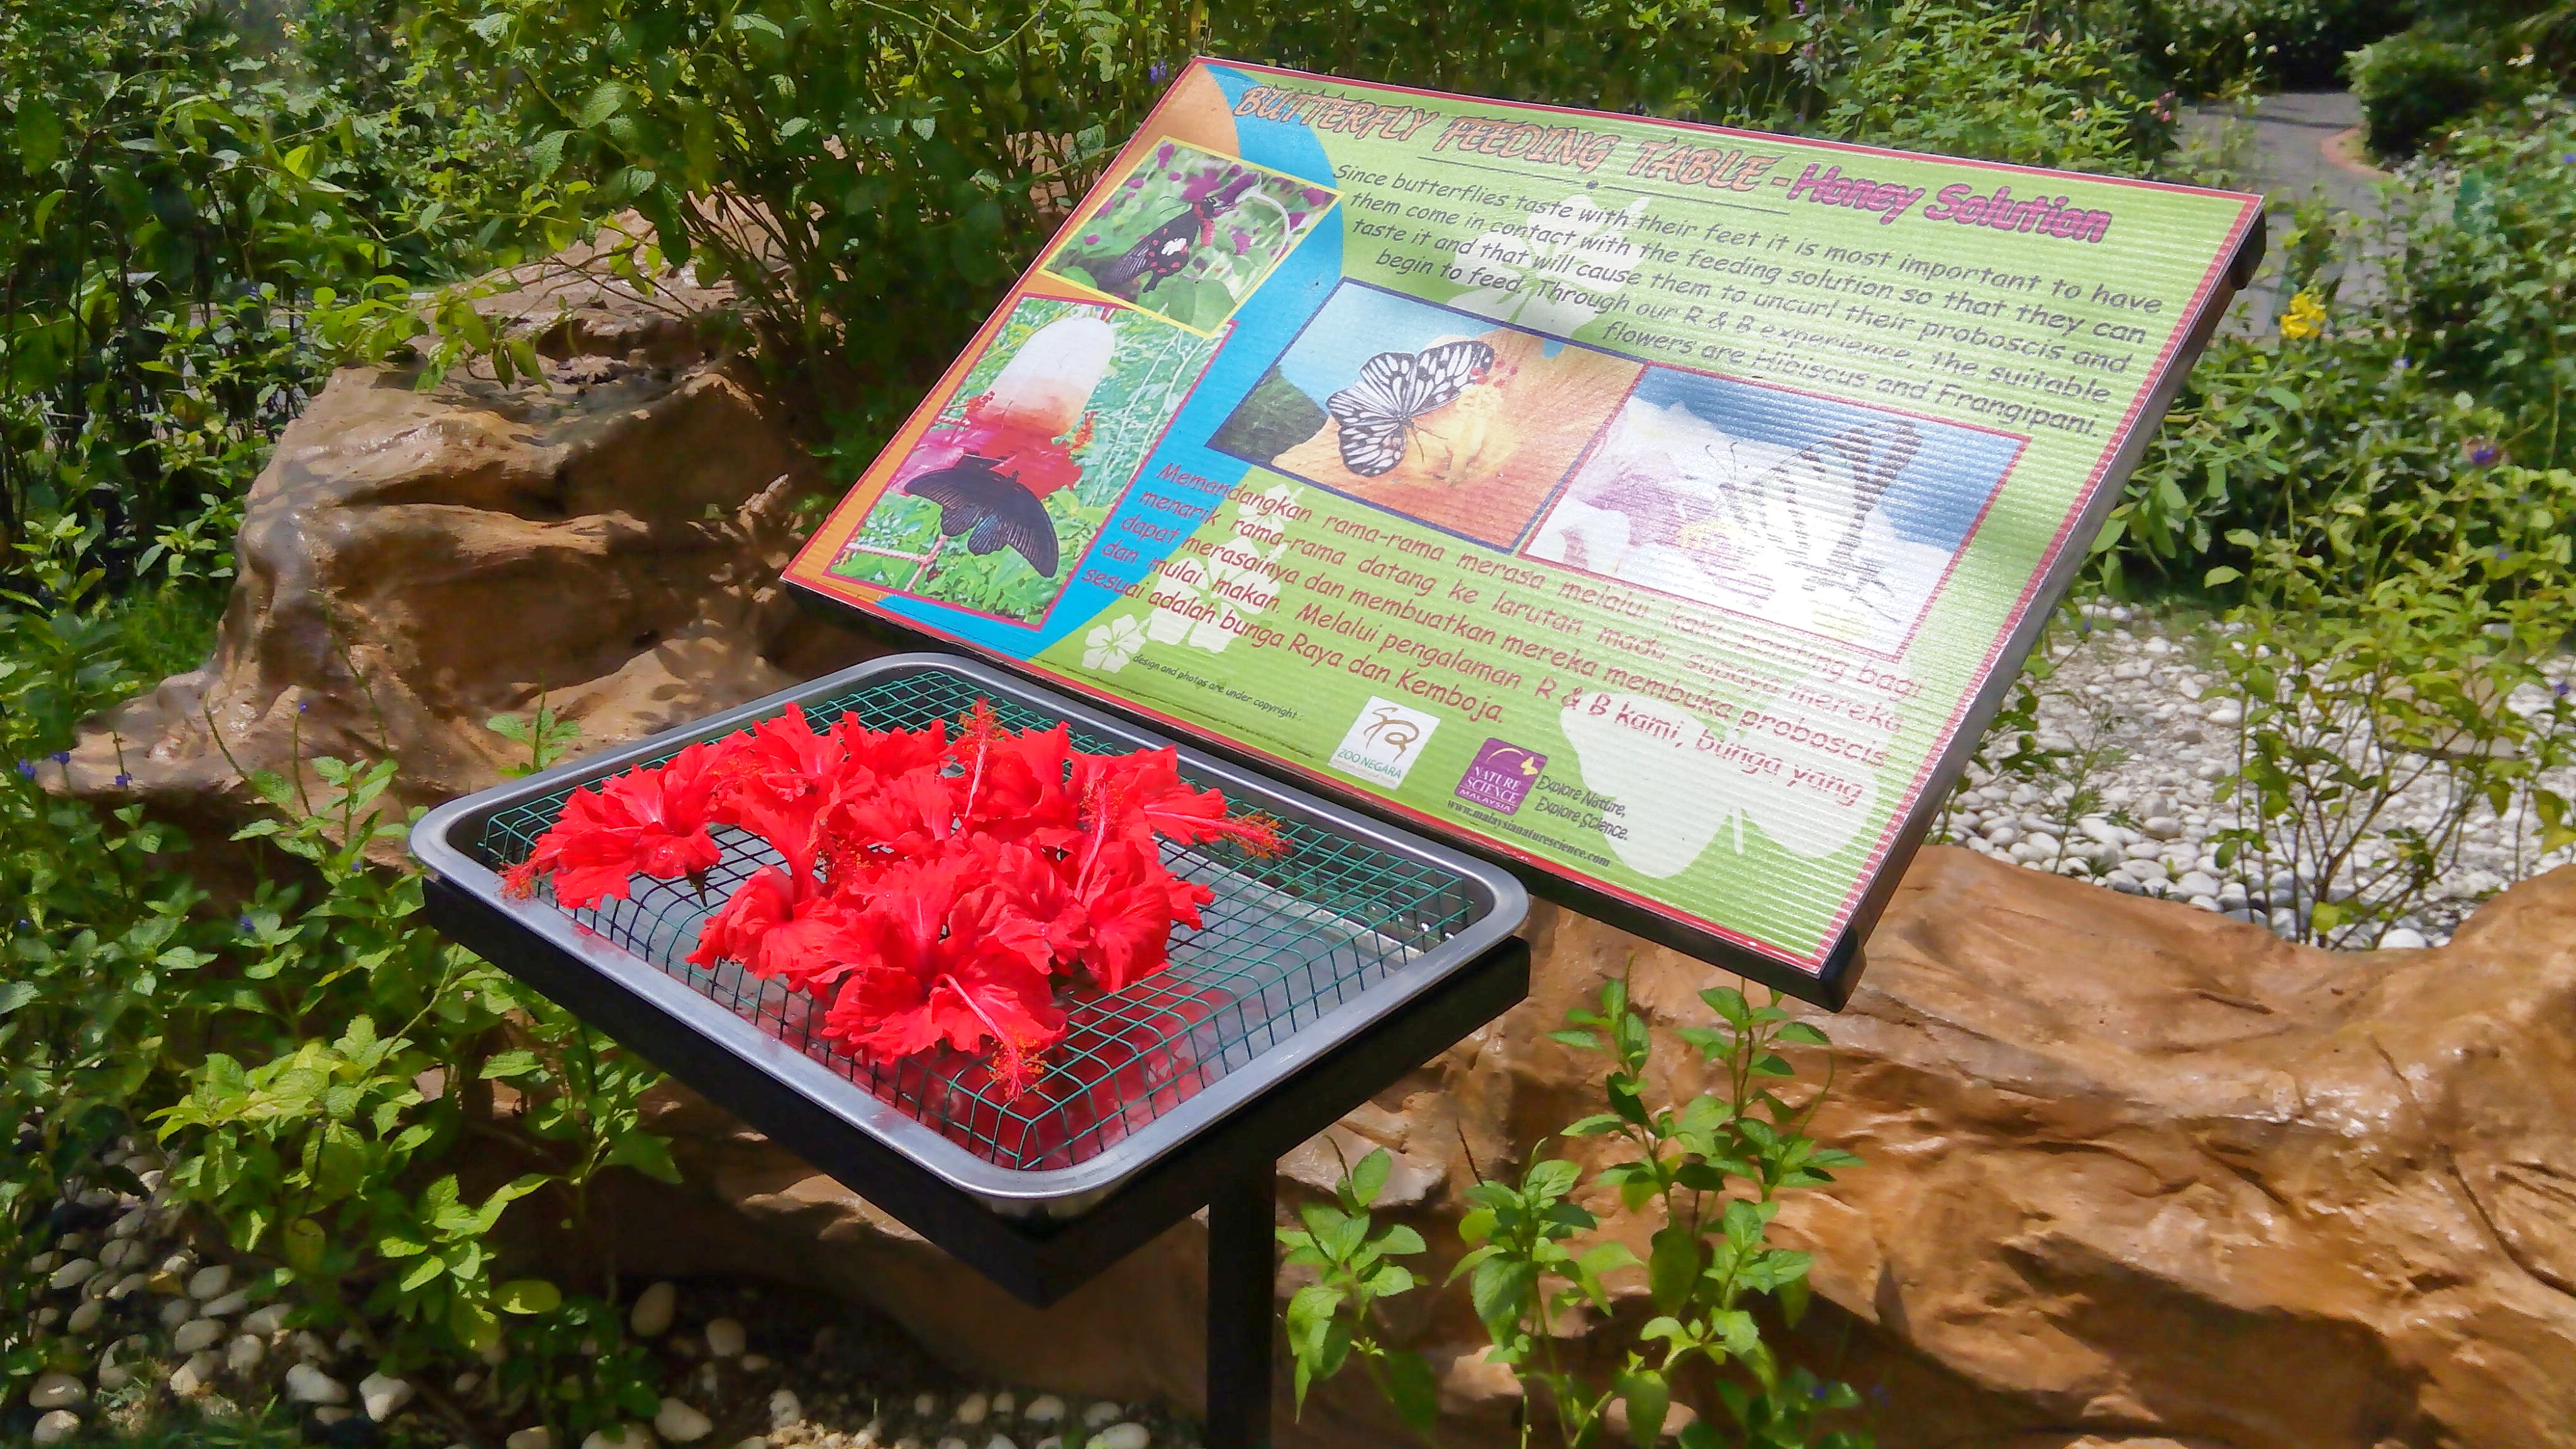 BUTTERFLY FEEDING TABLE - Honey Solution
Since butterflies taste with their feet it is most important to have
them come in contact with the feeding solution so that they can
taste it and that will cause them to uncurl their proboscis and
begin to feed. Through our R & B experience, the suitable
flowers are Hibiscus and Frangipani.
Memandangkan rama-rama merasa melalui kaki, penting bagi
menarik rama-rama datang ke larutan madu supaya mereka
dapat merasainya dan membuatkan mereka membuka proboscis
dan mulai makan. Melalui pengalaman R & B kami, bunga yang
sesuai adalah bunga Raya dan Kemboja.
design and photos are under copyright :
ZOO NEGARA
NATURE
SCIENCE
MALAYSIA
Explore Nature,
Explore Science.
www.malaysianaturescience.com